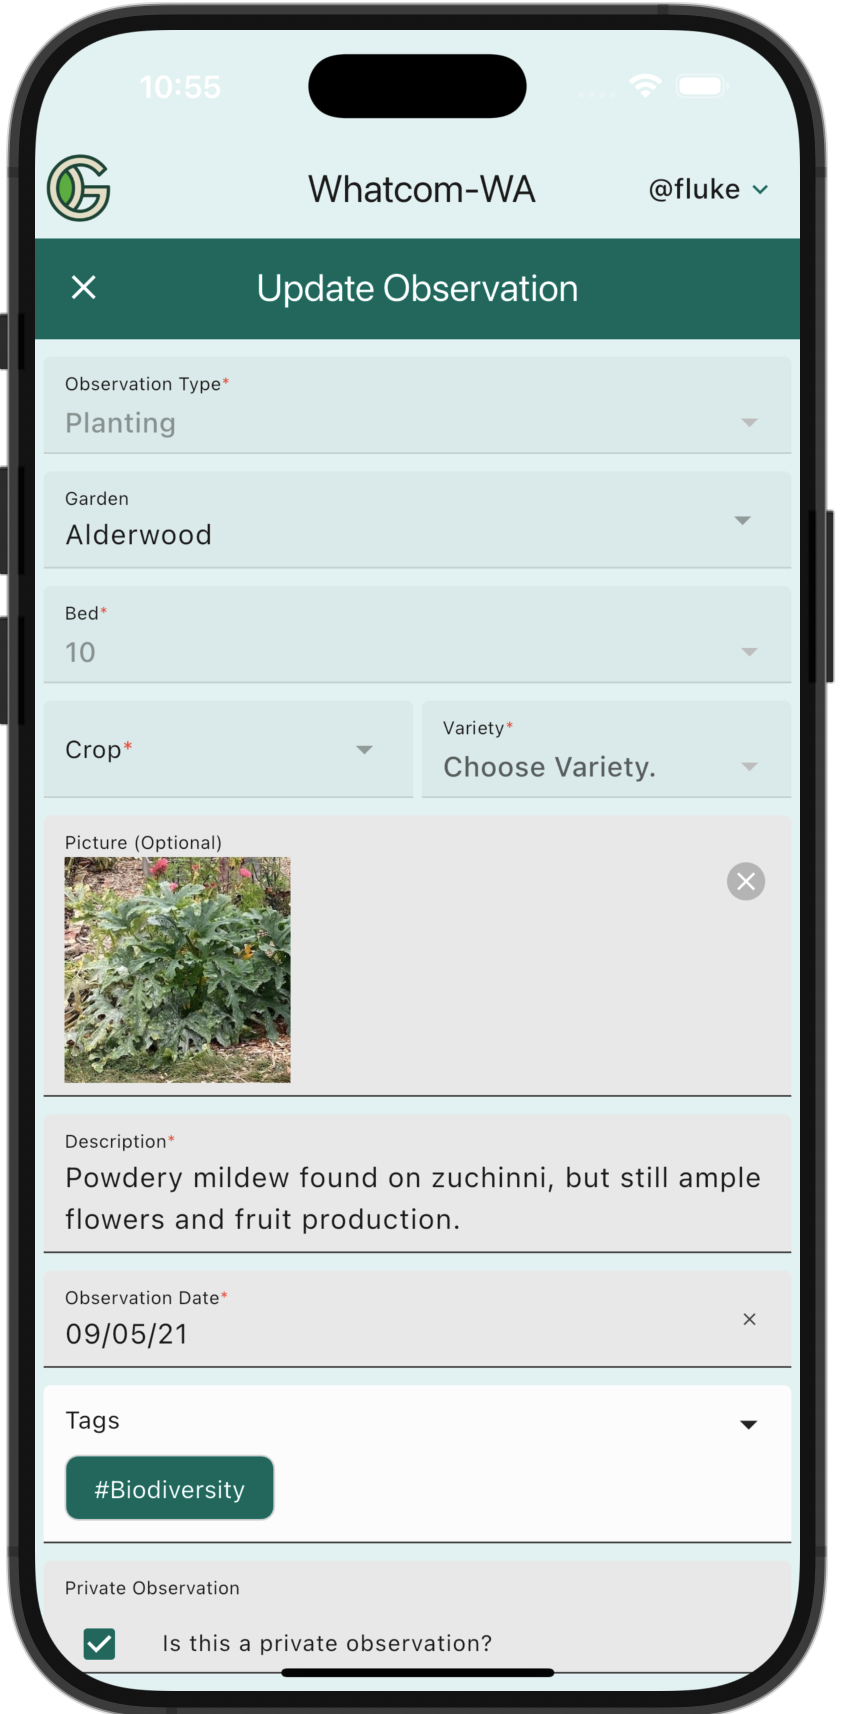 10:55
Whatcom-WA
@fluke
Update Observation
Observation Type*
Planting
Garden
Alderwood
Bed*
10
Crop*
Variety*
Choose Variety.
Picture (Optional)
Description*
Powdery mildew found on zuchinni, but still ample
flowers and fruit production.
Observation Date*
09/05/21
Tags
#Biodiversity
Private Observation
Is this a private observation?